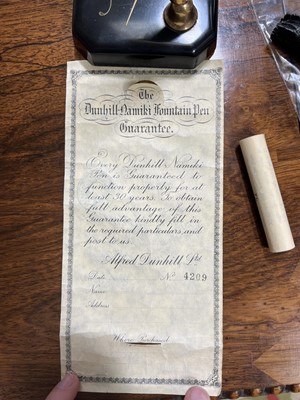 The
Dunhill-Namiki Fountain Pen
Guarantee.
Every Dunhill Namiki
Pen is Guaranteed to
function properly for at
least 30 years. To obtain
full advantage of this
Guarantee kindly fill in
the required particulars, and
post to us.
Alfred Dunhill Ltd
Date
No 4209
Name
Address
Where Purchased